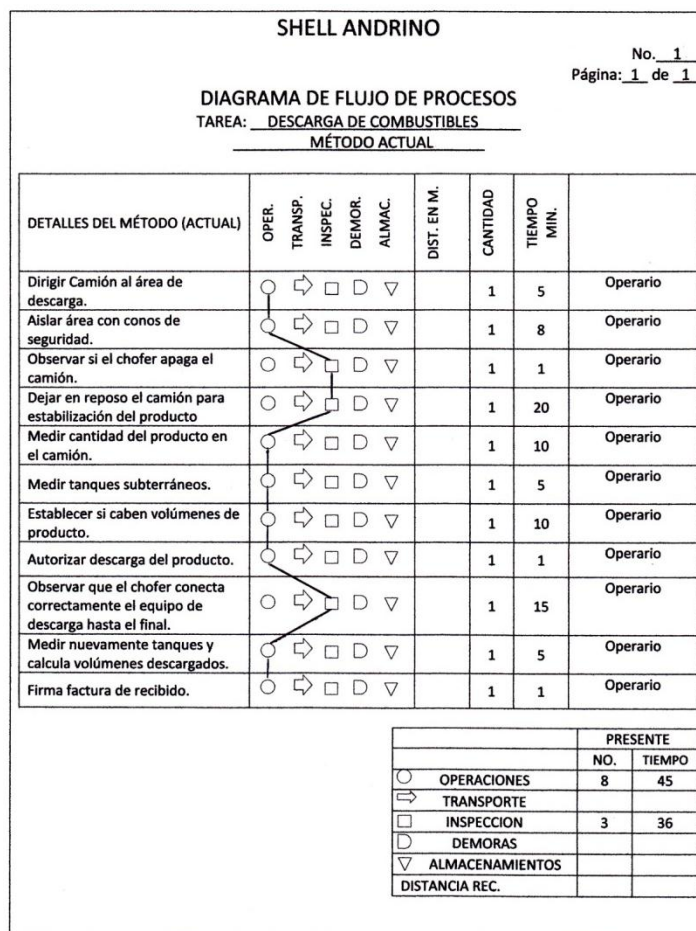 SHELL ANDRINO
No. 1
Página: 1 de 1
DIAGRAMA DE FLUJO DE PROCESOS
TAREA: DESCARGA DE COMBUSTIBLES
MÉTODO ACTUAL
DETALLES DEL MÉTODO (ACTUAL) OPER. TRANSP. INSPEC. DEMOR. ALMAC. DIST. EN M. CANTIDAD TIEMPO MIN.
Dirigir Camión al área de
descarga. 1 5 Operario
Aislar área con conos de
seguridad. 1 8 Operario
Observar si el chofer apaga el
camión. 1 1 Operario
Dejar en reposo el camión para
estabilización del producto 1 20 Operario
Medir cantidad del producto en
el camión. 1 10 Operario
Medir tanques subterráneos. 1 5 Operario
Establecer si caben volúmenes de
producto. 1 10 Operario
Autorizar descarga del producto. 1 1 Operario
Observar que el chofer conecta
correctamente el equipo de
descarga hasta el final. 1 15 Operario
Medir nuevamente tanques y
calcula volúmenes descargados. 1 5 Operario
Firma factura de recibido. 1 1 Operario
PRESENTE
NO. TIEMPO
OPERACIONES 8 45
TRANSPORTE
INSPECCION 3 36
DEMORAS
ALMACENAMIENTOS
DISTANCIA REC.